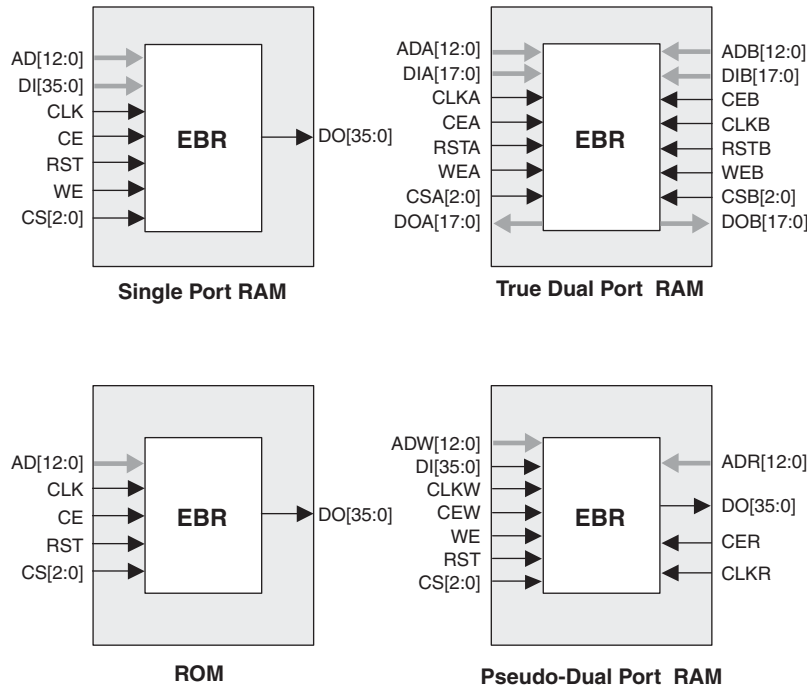 AD[12:0]
DI[35:0]
CLK
CE
RST
WE
CS[2:0]
EBR
DO[35:0]
Single Port RAM
ADA[12:0]
DIA[17:0]
CLKA
CEA
RSTA
WEA
CSA[2:0]
DOA[17:0]
EBR
ADB[12:0]
DIB[17:0]
CEB
CLKB
RSTB
WEB
CSB[2:0]
DOB[17:0]
True Dual Port RAM
AD[12:0]
CLK
CE
RST
CS[2:0]
EBR
DO[35:0]
ROM
ADW[12:0]
DI[35:0]
CLKW
CEW
WE
RST
CS[2:0]
EBR
ADR[12:0]
DO[35:0]
CER
CLKR
Pseudo-Dual Port RAM